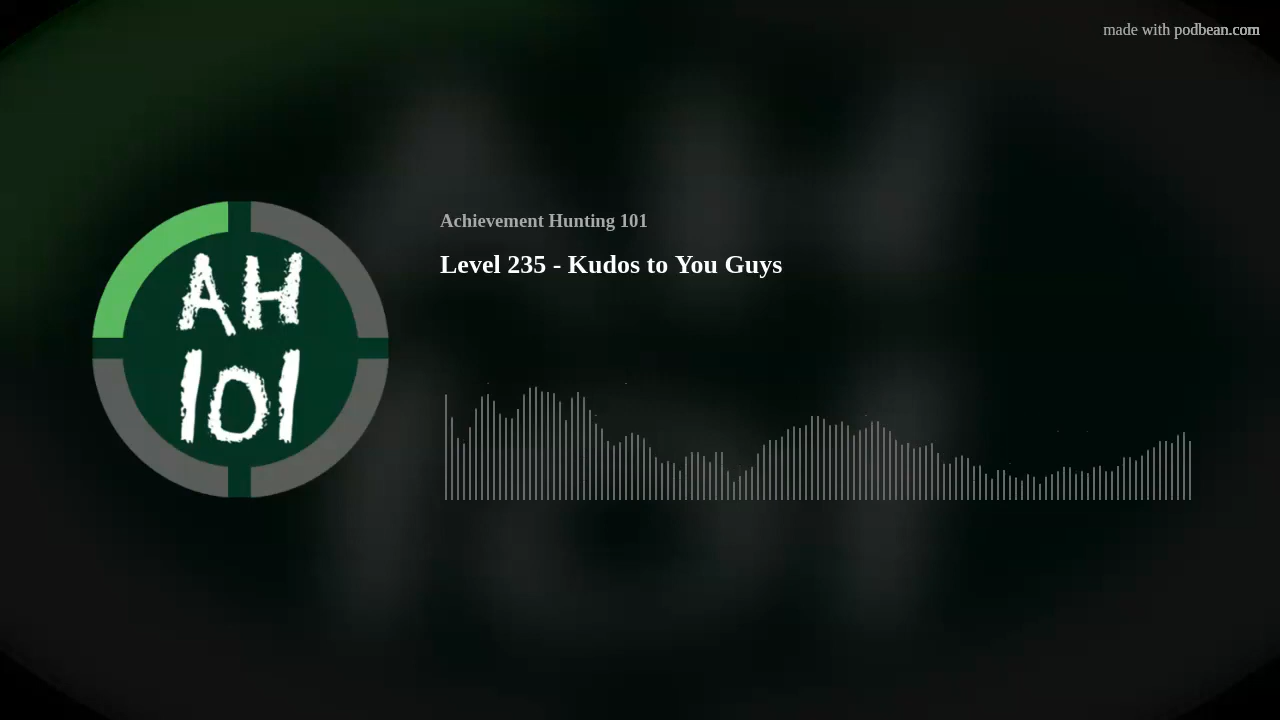 made with podbean.com
Achievement Hunting 101
Level 235 - Kudos to You Guys
AH
101